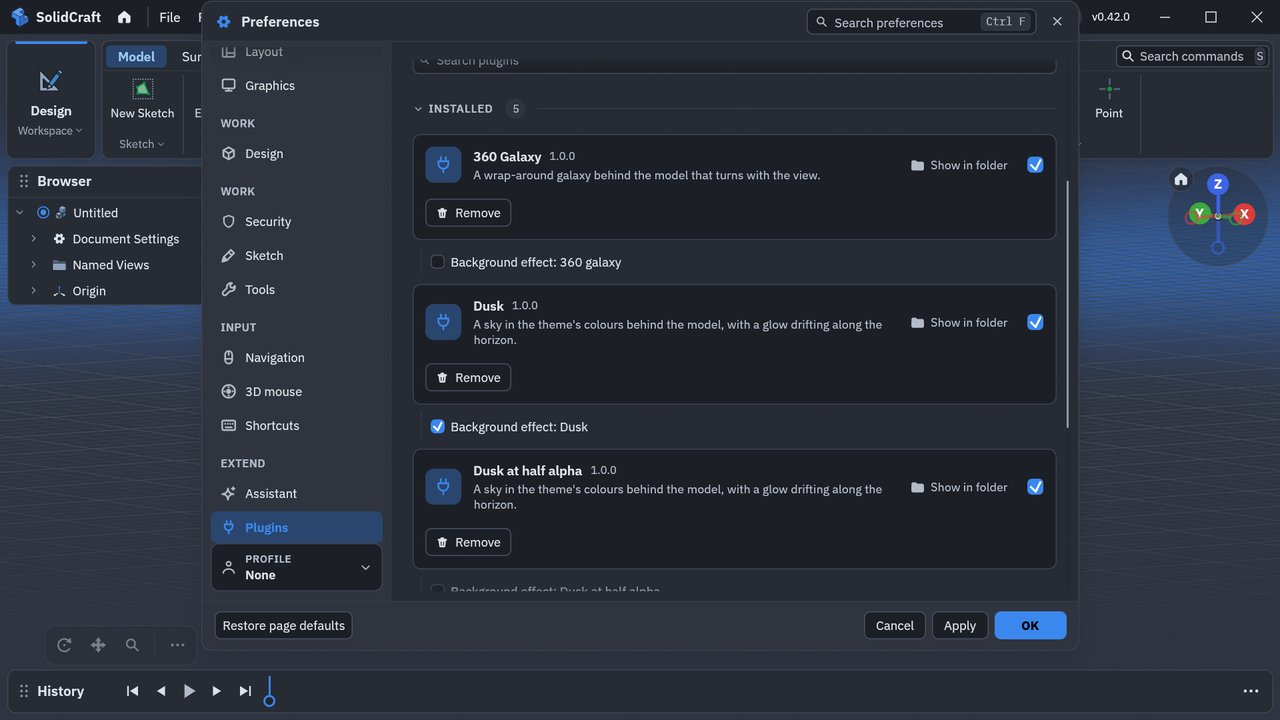 SolidCraft
File
Preferences
Search preferences
Ctrl F
v0.42.0
Design
Workspace
Model
New Sketch
Sketch
Search commands
S
Point
Browser
Untitled
Document Settings
Named Views
Origin
Layout
Graphics
WORK
Design
WORK
Security
Sketch
Tools
INPUT
Navigation
3D mouse
Shortcuts
EXTEND
Assistant
Plugins
PROFILE
None
Search plugins
INSTALLED 5
360 Galaxy 1.0.0
A wrap-around galaxy behind the model that turns with the view.
Show in folder
Remove
Background effect: 360 galaxy
Dusk 1.0.0
A sky in the theme's colours behind the model, with a glow drifting along the
horizon.
Show in folder
Remove
Background effect: Dusk
Dusk at half alpha 1.0.0
A sky in the theme's colours behind the model, with a glow drifting along the
horizon.
Show in folder
Remove
Background effect: Dusk at half alpha
Z
Y
X
Restore page defaults
Cancel
Apply
OK
History